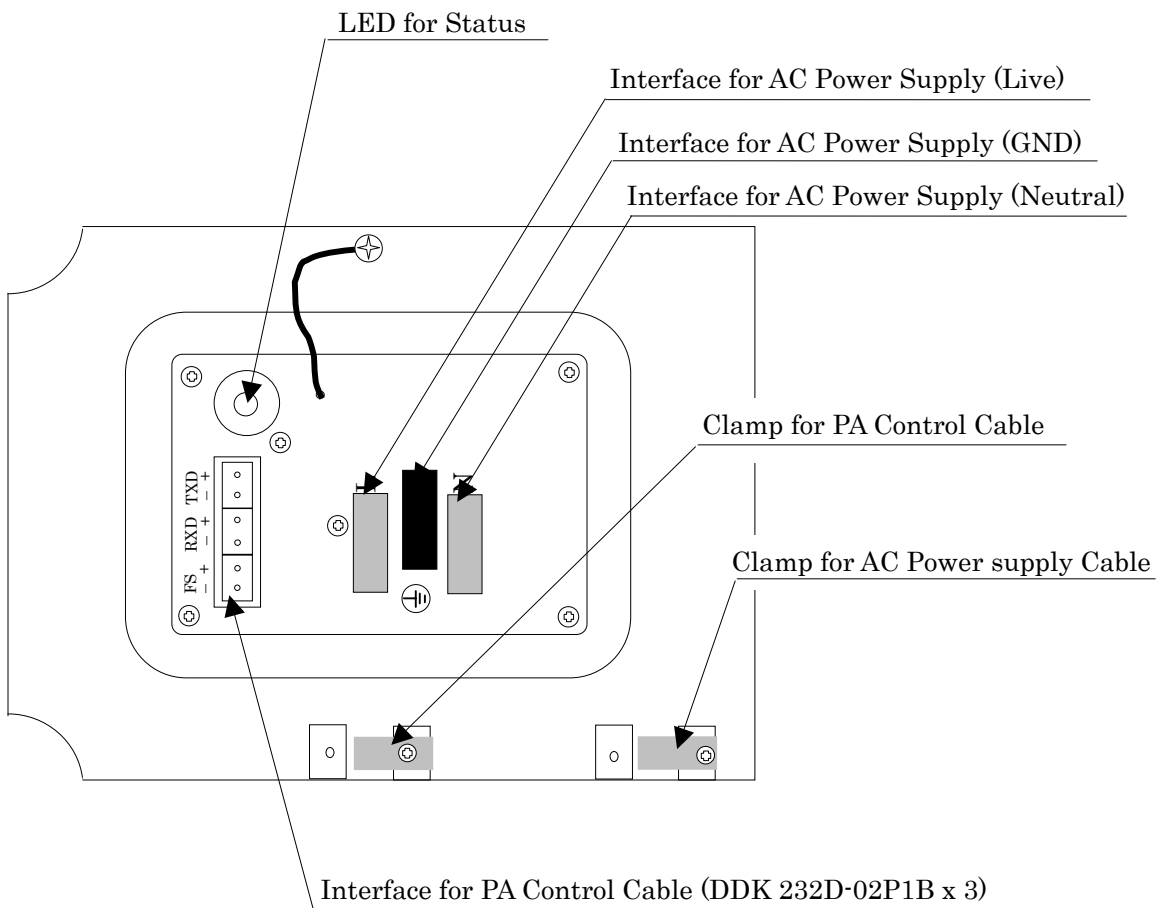 LED for Status
Interface for AC Power Supply (Live)
Interface for AC Power Supply (GND)
Interface for AC Power Supply (Neutral)
Clamp for PA Control Cable
L
N
TXD
+
−
RXD
+
−
FS
+
−
Clamp for AC Power supply Cable
Interface for PA Control Cable (DDK 232D-02P1B x 3)